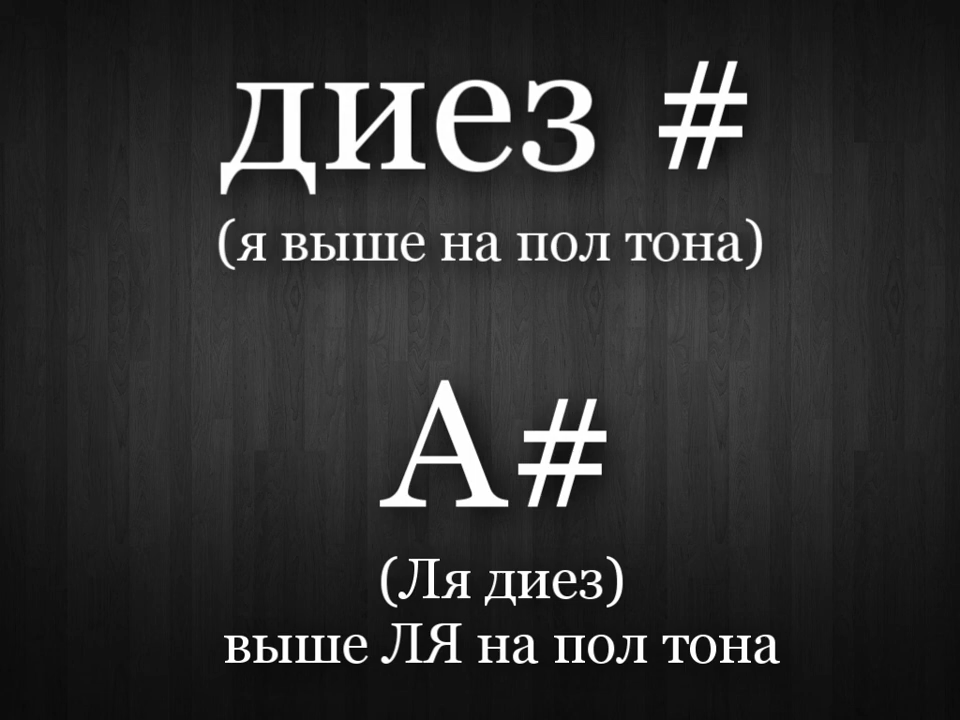 диез #
(я выше на пол тона)
A#
(Ля диез)
выше ЛЯ на пол тона